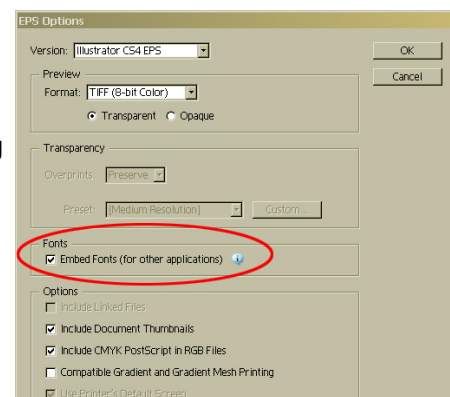 EPS Options
Version: Illustrator CS4 EPS
OK
Cancel
Preview
Format: TIFF (8-bit Color)
Transparent Opaque
Transparency
Overprints: Preserve
Preset: [Medium Resolution] Custom...
Fonts
Embed Fonts (for other applications)
Options
Include Linked Files
Include Document Thumbnails
Include CMYK PostScript in RGB Files
Compatible Gradient and Gradient Mesh Printing
Use Printer's Default Screen